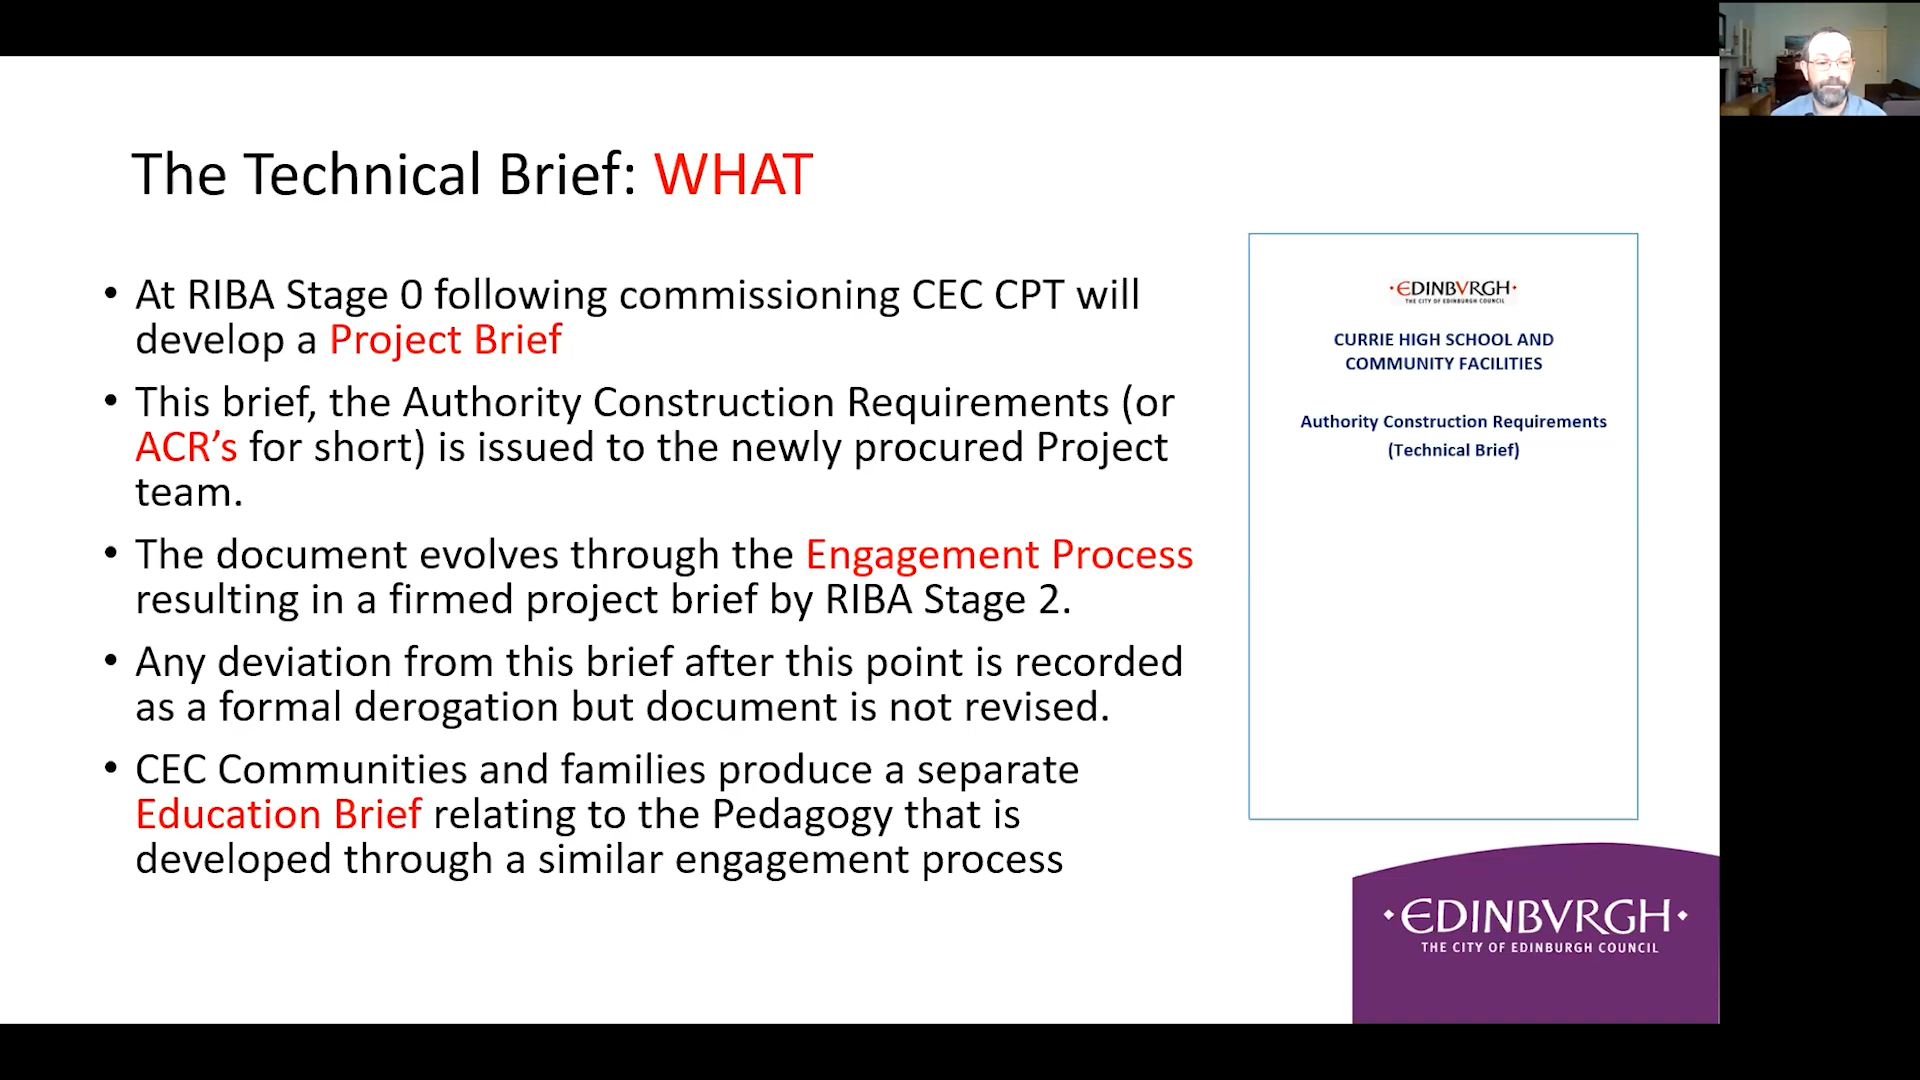 The Technical Brief: WHAT
• At RIBA Stage 0 following commissioning CEC CPT will
develop a Project Brief
• This brief, the Authority Construction Requirements (or
ACR’s for short) is issued to the newly procured Project
team.
• The document evolves through the Engagement Process
resulting in a firmed project brief by RIBA Stage 2.
• Any deviation from this brief after this point is recorded
as a formal derogation but document is not revised.
• CEC Communities and families produce a separate
Education Brief relating to the Pedagogy that is
developed through a similar engagement process
·EDINBVRGH·
THE CITY OF EDINBURGH COUNCIL
CURRIE HIGH SCHOOL AND
COMMUNITY FACILITIES
Authority Construction Requirements
(Technical Brief)
·EDINBVRGH·
THE CITY OF EDINBURGH COUNCIL